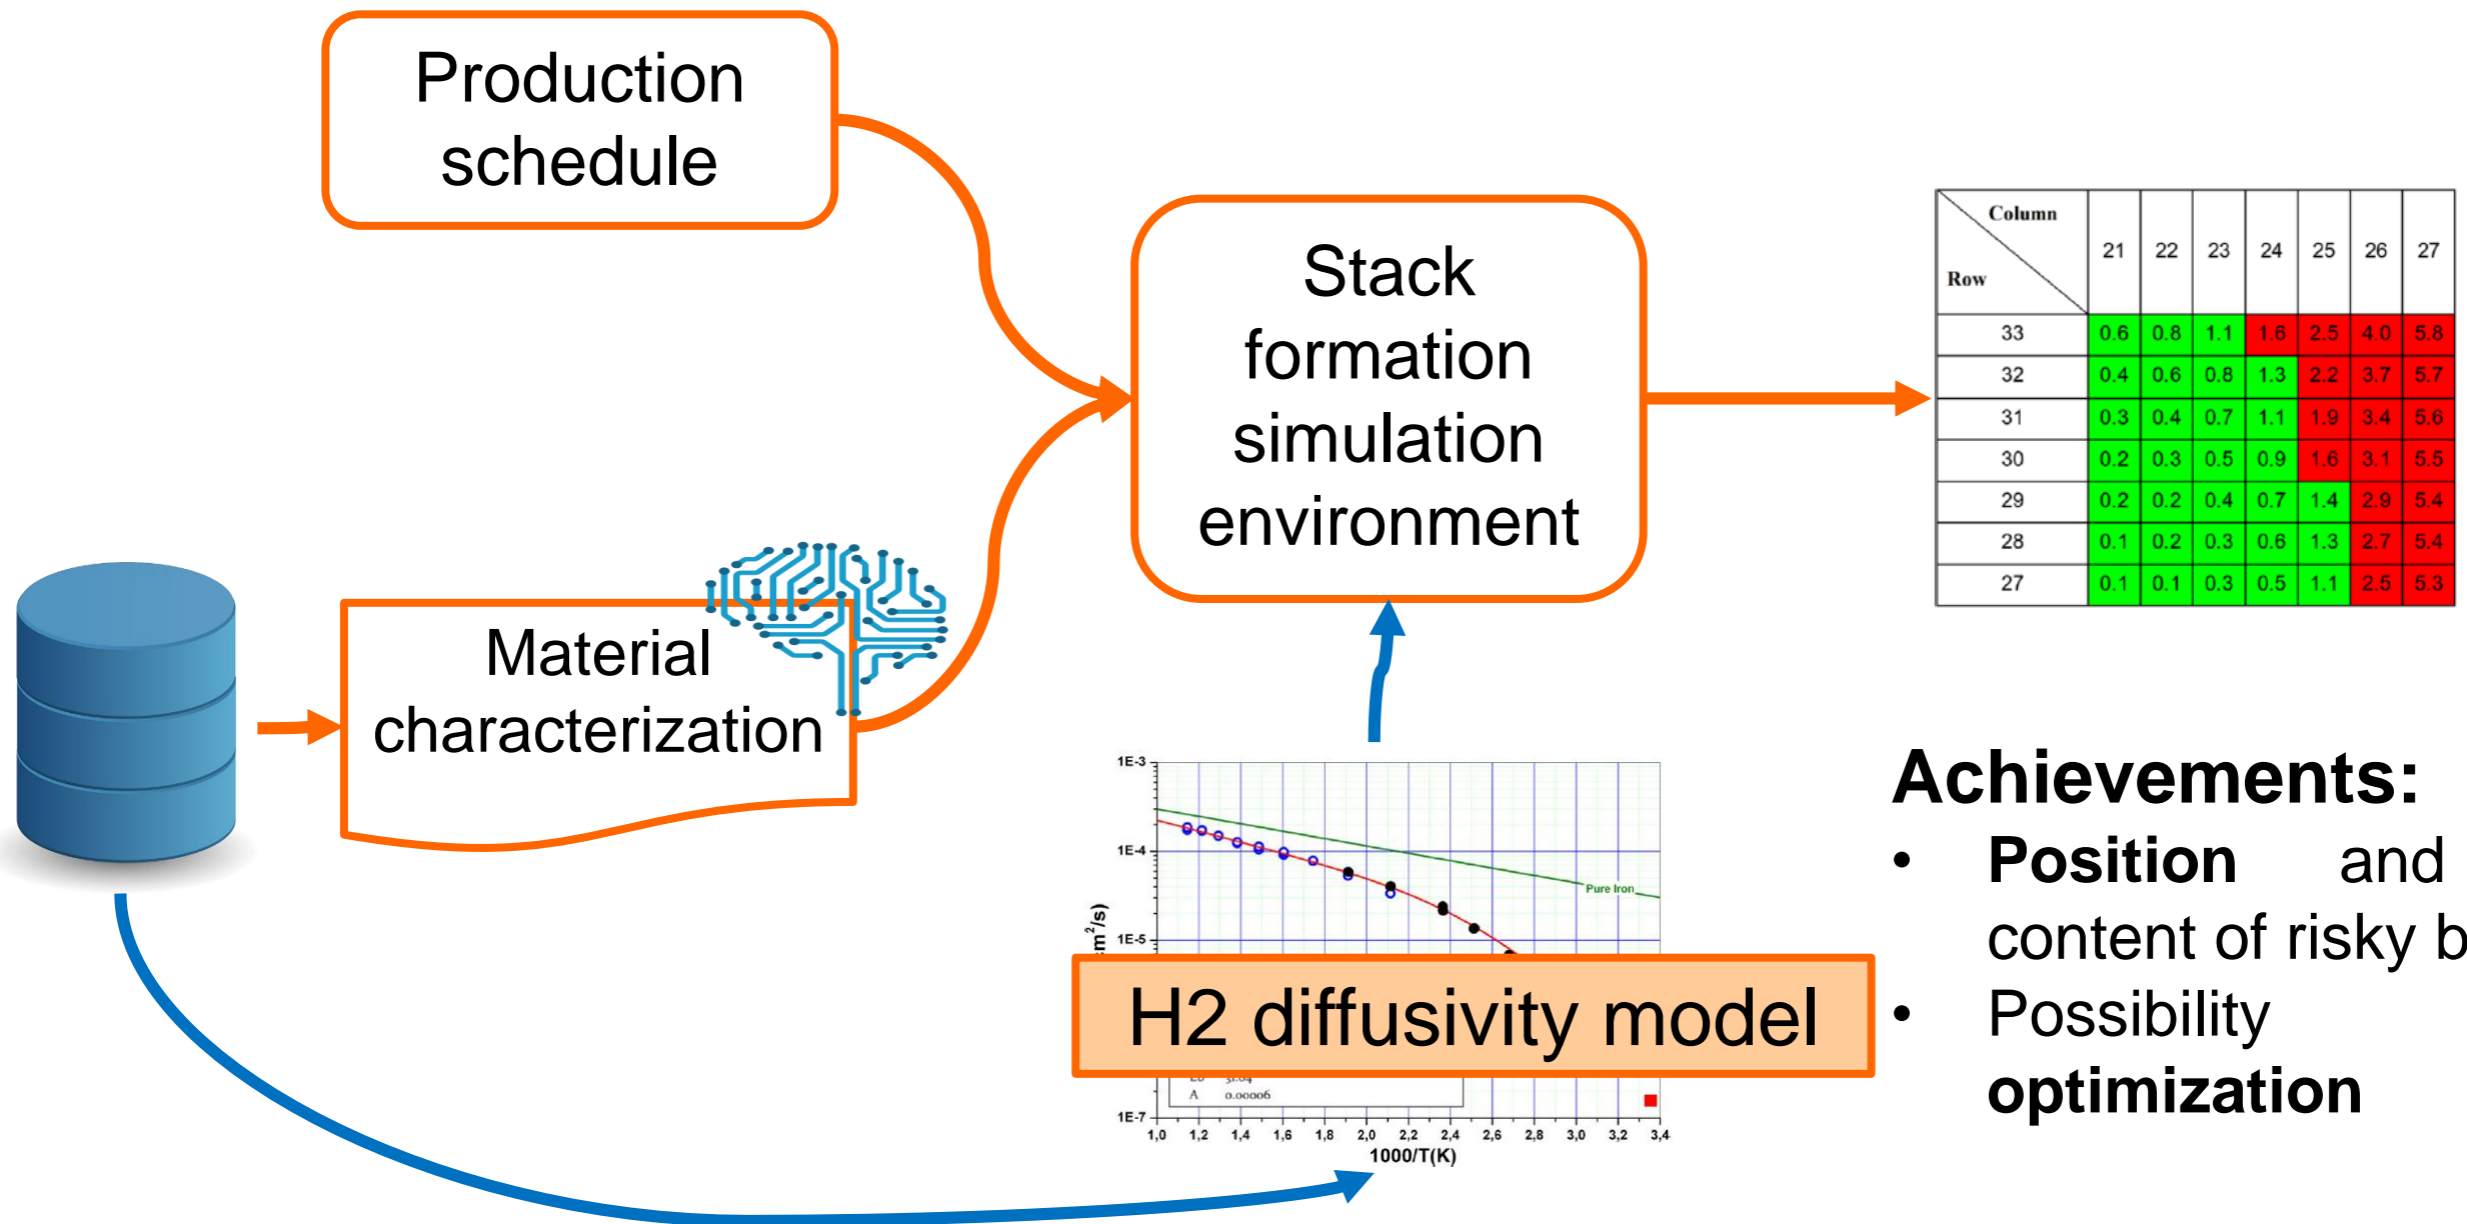 Production
schedule
Stack
formation
simulation
environment
Material
characterization
Column
Row
21 22 23 24 25 26 27
33 0.6 0.8 1.1 1.6 2.5 4.0 5.8
32 0.4 0.6 0.8 1.3 2.2 3.7 5.7
31 0.3 0.4 0.7 1.1 1.9 3.4 5.6
30 0.2 0.3 0.5 0.9 1.6 3.1 5.5
29 0.2 0.2 0.4 0.7 1.4 2.9 5.4
28 0.1 0.2 0.3 0.6 1.3 2.7 5.4
27 0.1 0.1 0.3 0.5 1.1 2.5 5.3
1E-3
1E-4
Pure Iron
1E-5
cm²/s)
H2 diffusivity model
A 0.00006
1E-7
1,0 1,2 1,4 1,6 1,8 2,0 2,2 2,4 2,6 2,8 3,0 3,2 3,4
1000/T(K)
Achievements:
• Position and
content of risky b
• Possibility
optimization